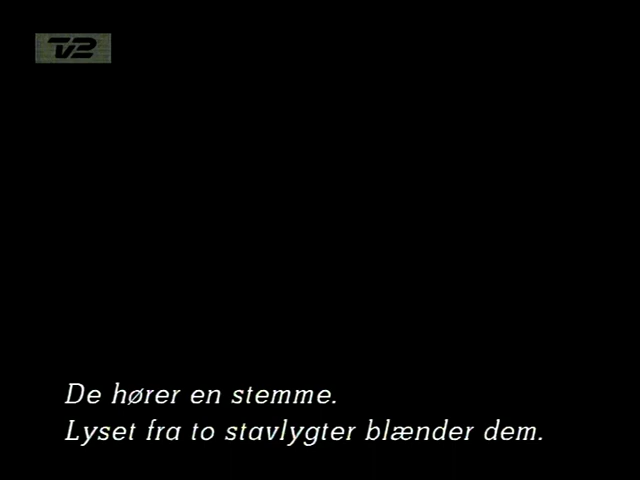 TV2
De hører en stemme.
Lyset fra to stavlygter blænder dem.